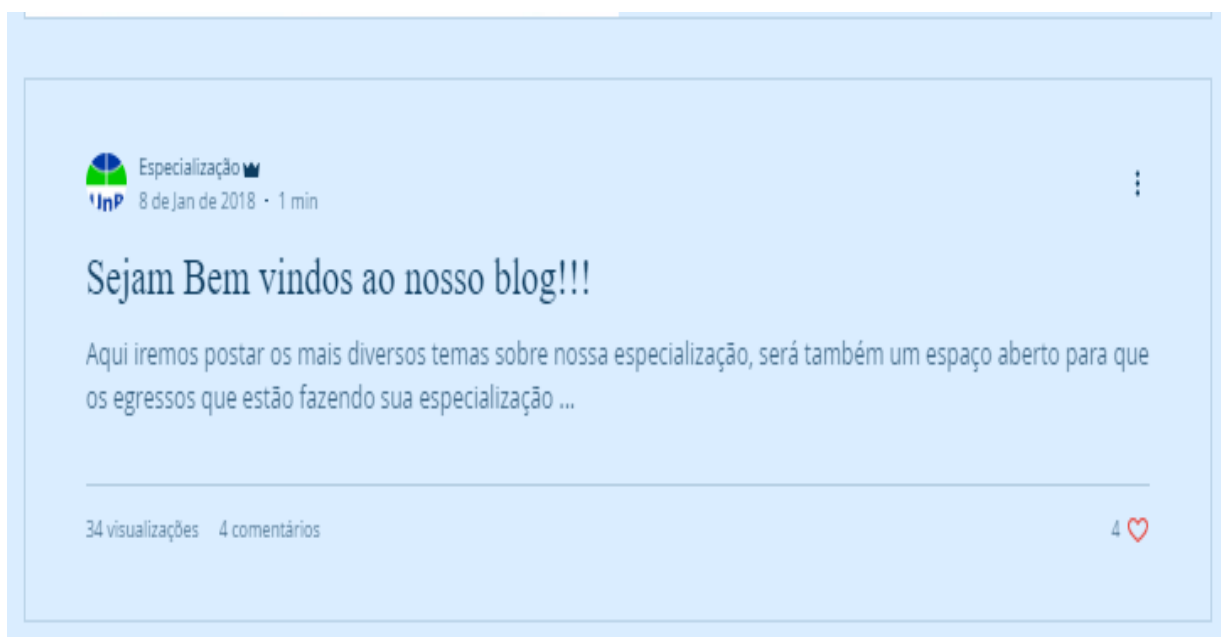 Especialização
UnP 8 de Jan de 2018 · 1 min
Sejam Bem vindos ao nosso blog!!!
Aqui iremos postar os mais diversos temas sobre nossa especialização, será também um espaço aberto para que
os egressos que estão fazendo sua especialização ...
34 visualizações 4 comentários 4